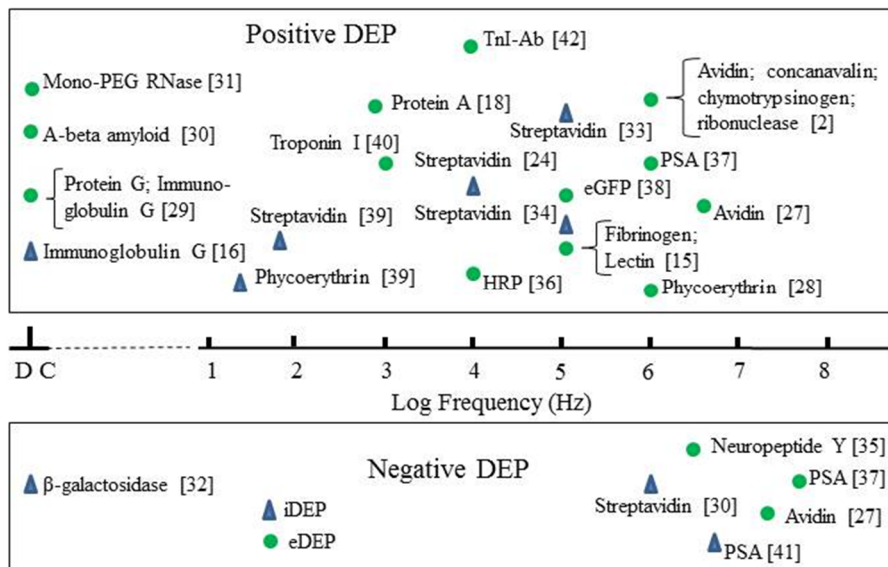 Positive DEP
TnI-Ab [42]
Mono-PEG RNase [31]
Avidin; concanavalin;
chymotrypsinogen;
ribonuclease [2]
Protein A [18]
A-beta amyloid [30]
Streptavidin [33]
Troponin I [40]
Streptavidin [24]
PSA [37]
Protein G; Immuno-
globulin G [29]
eGFP [38]
Streptavidin [39]
Streptavidin [34]
Avidin [27]
Immunoglobulin G [16]
Fibrinogen;
Lectin [15]
Phycoerythrin [39]
HRP [36]
Phycoerythrin [28]
D C 1 2 3 4 5 6 7 8
Log Frequency (Hz)
Negative DEP
Neuropeptide Y [35]
β-galactosidase [32]
PSA [37]
Streptavidin [30]
iDEP
Avidin [27]
eDEP
PSA [41]